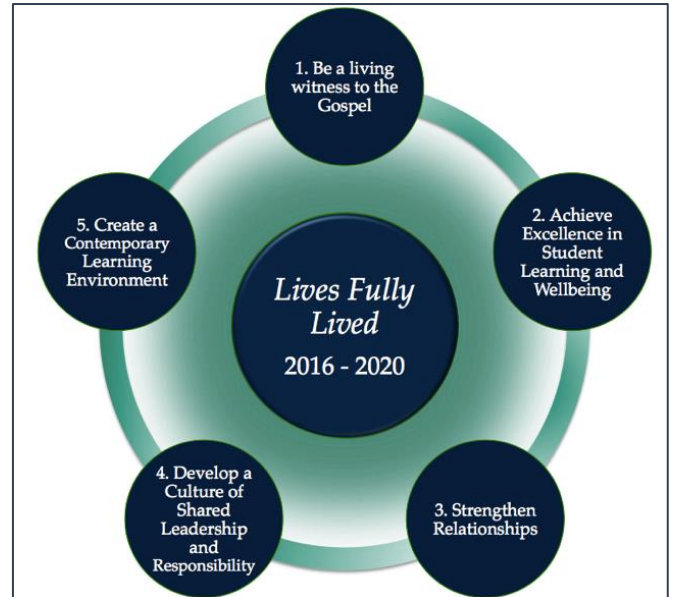 1. Be a living
witness to the
Gospel
2. Achieve
Excellence in
Student
Learning and
Wellbeing
3. Strengthen
Relationships
4. Develop a
Culture of
Shared
Leadership
and
Responsibility
5. Create a
Contemporary
Learning
Environment
Lives Fully
Lived
2016 - 2020